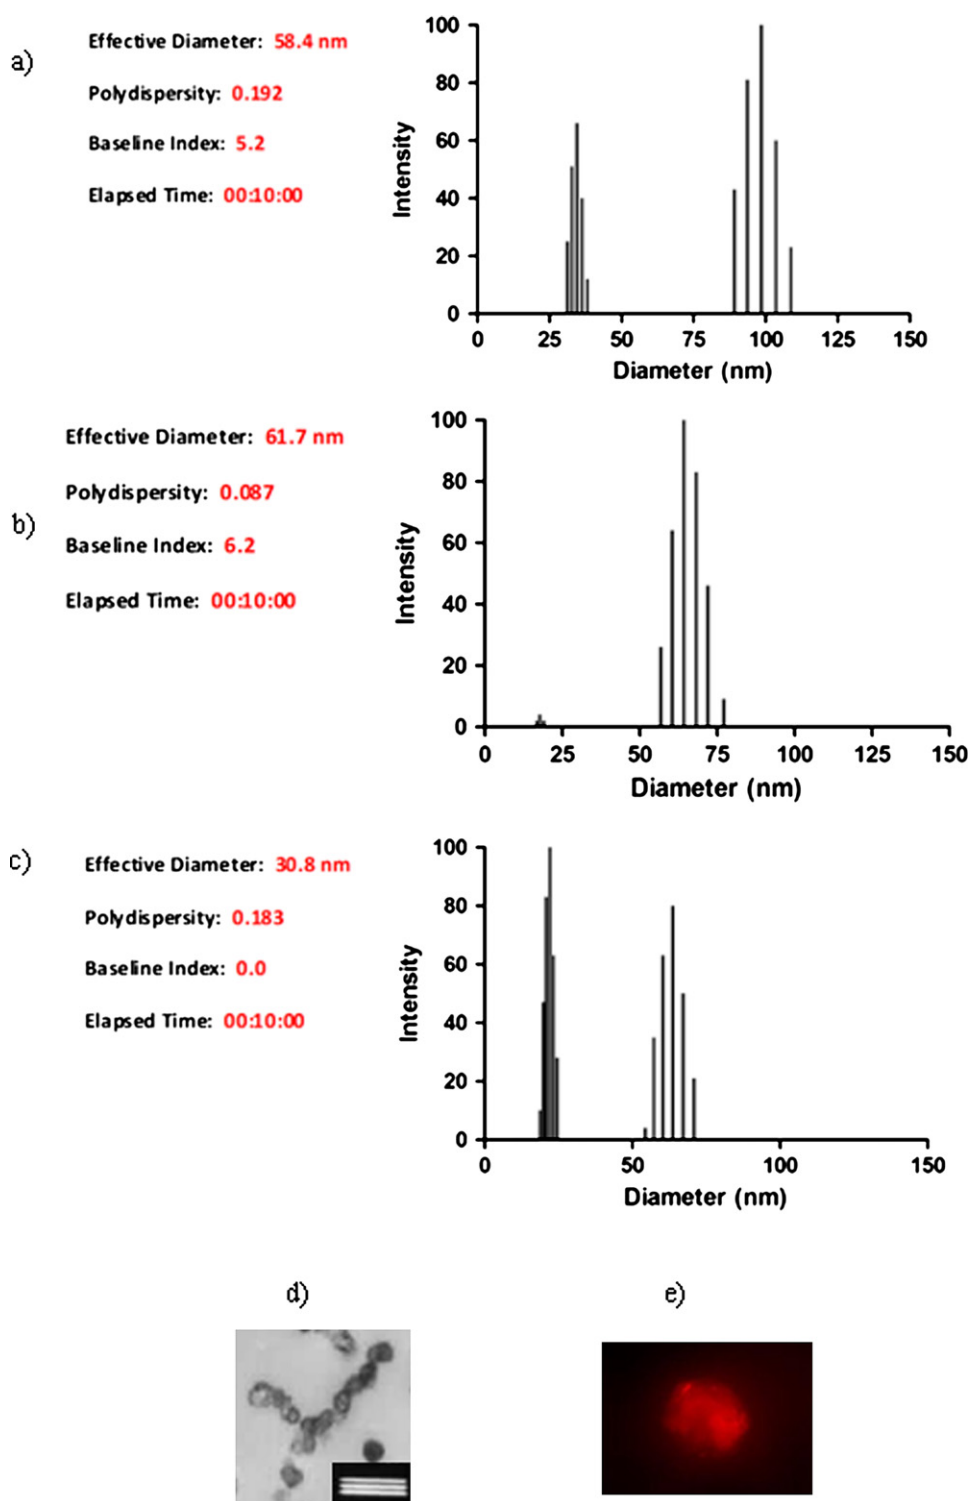 a)
Effective Diameter: 58.4 nm
Polydispersity: 0.192
Baseline Index: 5.2
Elapsed Time: 00:10:00
Intensity
100
80
60
40
20
0
0 25 50 75 100 125 150
Diameter (nm)
b)
Effective Diameter: 61.7 nm
Polydispersity: 0.087
Baseline Index: 6.2
Elapsed Time: 00:10:00
Intensity
100
80
60
40
20
0
0 25 50 75 100 125 150
Diameter (nm)
c)
Effective Diameter: 30.8 nm
Polydispersity: 0.183
Baseline Index: 0.0
Elapsed Time: 00:10:00
Intensity
100
80
60
40
20
0
0 50 100 150
Diameter (nm)
d) e)